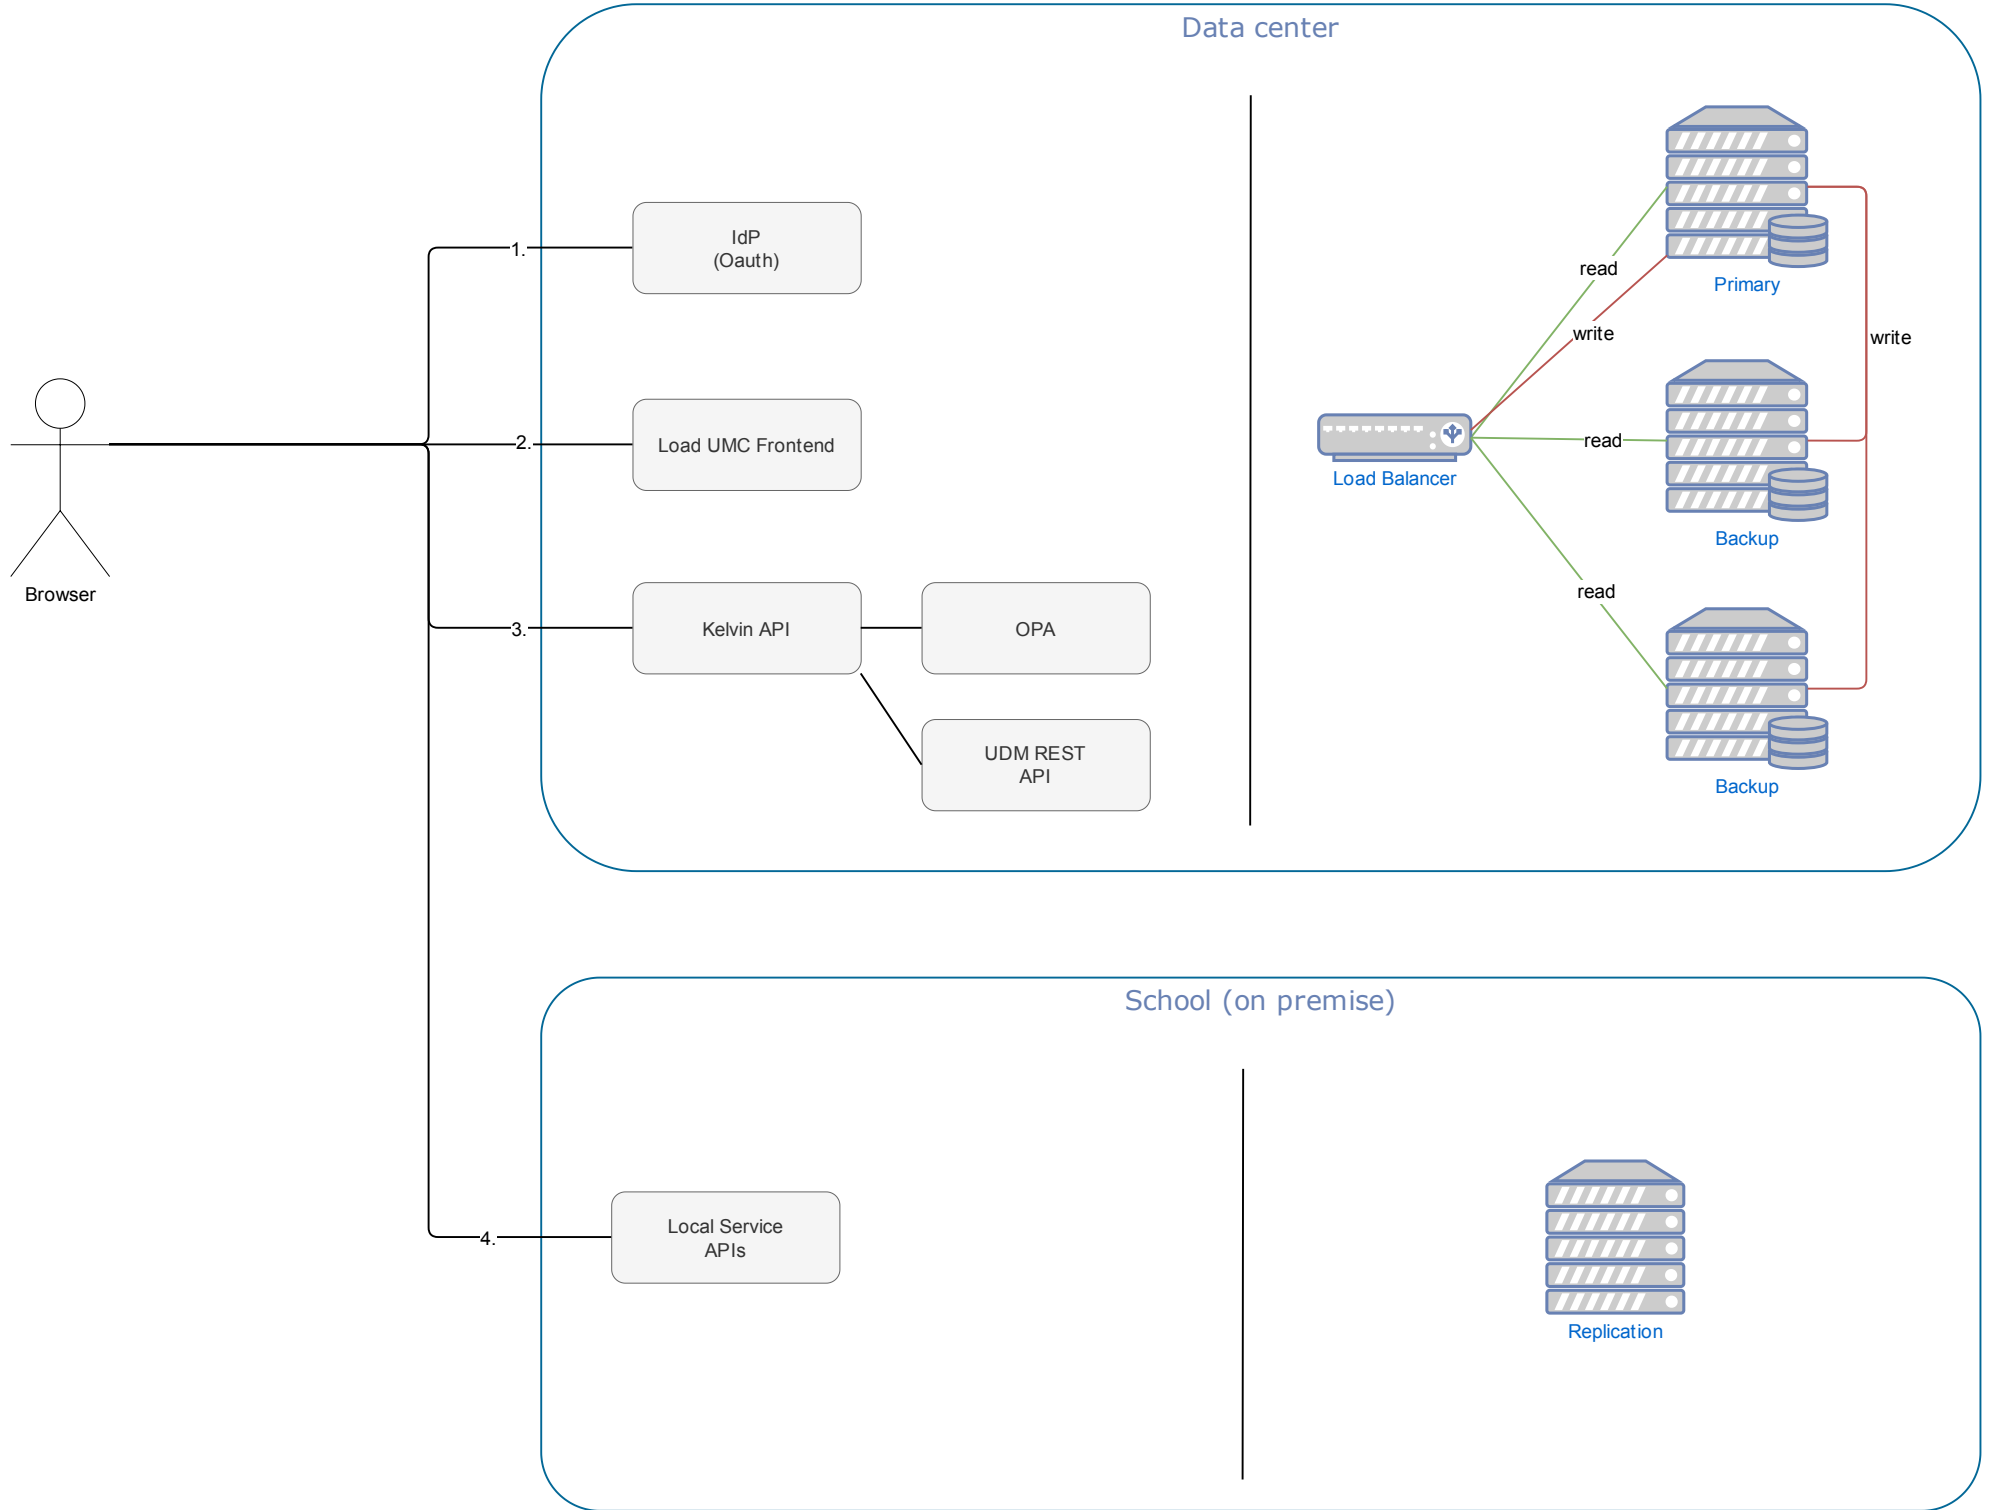 Data center
1.
IdP
(Oauth)
2.
Load UMC Frontend
3.
Kelvin API
OPA
UDM REST
API
Browser
read
write
read
read
Load Balancer
Primary
write
Backup
Backup
School (on premise)
4.
Local Service
APIs
Replication